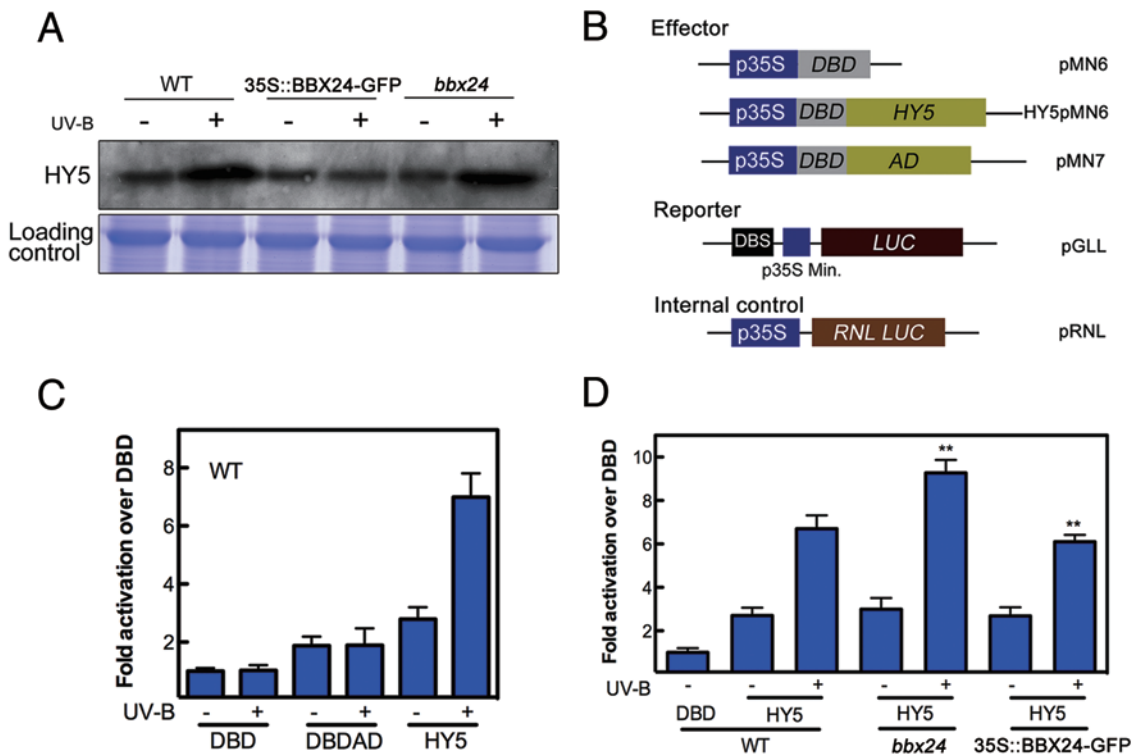 A
WT 35S::BBX24-GFP bbx24
UV-B - + - + - +
HY5
Loading
control
B
Effector
p35S DBD pMN6
p35S DBD HY5 HY5pMN6
p35S DBD AD pMN7
Reporter
DBS LUC pGLL
p35S Min.
Internal control
p35S RNL LUC pRNL
C
Fold activation over DBD
WT
8
6
4
2
UV-B - + - + - +
DBD DBDAD HY5
D
Fold activation over DBD
10
8
6
4
2
** **
UV-B - - + - + - +
DBD HY5 HY5 HY5
WT bbx24 35S::BBX24-GFP